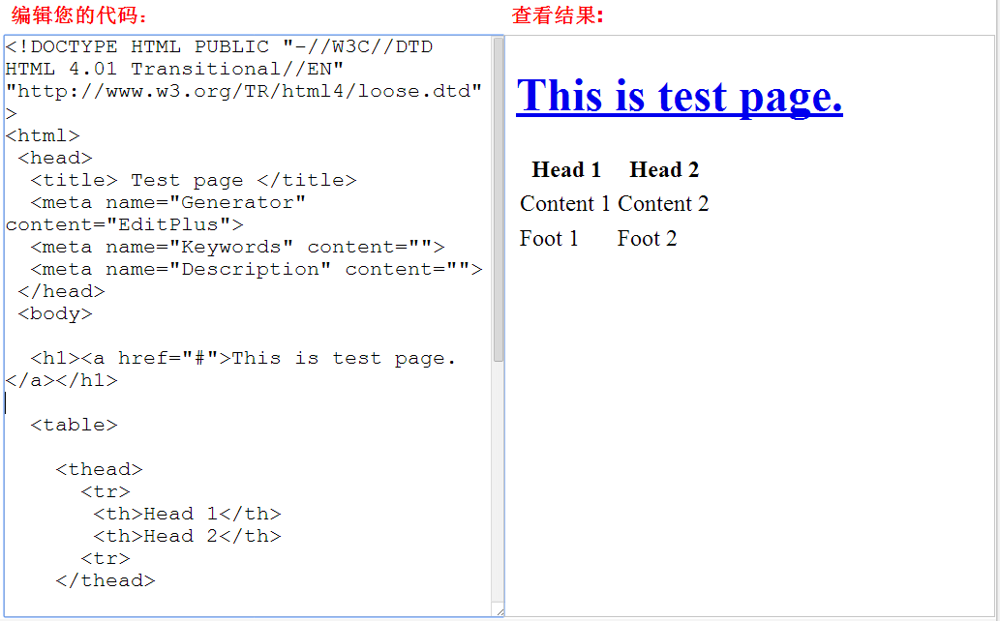 编辑您的代码：
<!DOCTYPE HTML PUBLIC "-//W3C//DTD
HTML 4.01 Transitional//EN"
"http://www.w3.org/TR/html4/loose.dtd"
>
<html>
<head>
<title> Test page </title>
<meta name="Generator"
content="EditPlus">
<meta name="Keywords" content="">
<meta name="Description" content="">
</head>
<body>
<h1><a href="#">This is test page.
</a></h1>
<table>
<thead>
<tr>
<th>Head 1</th>
<th>Head 2</th>
<tr>
</thead>
查看结果:
This is test page.
Head 1 Head 2
Content 1 Content 2
Foot 1 Foot 2